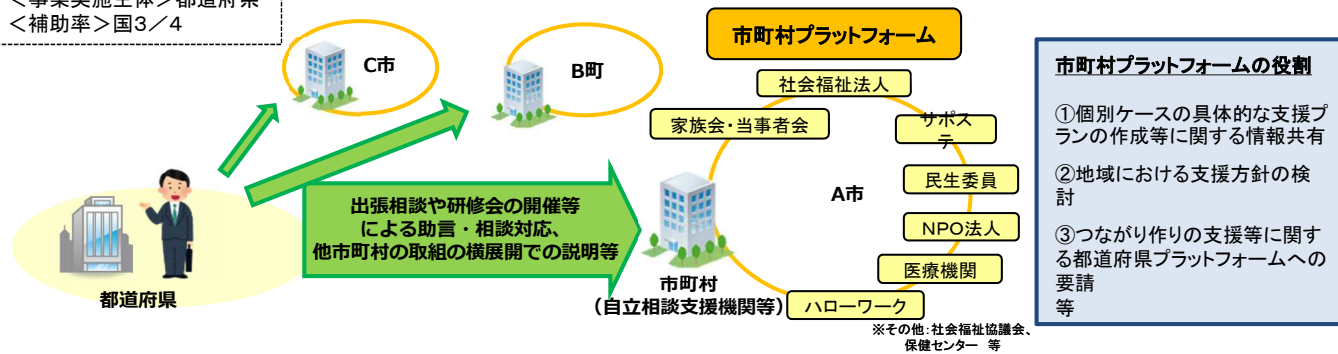 ＜事業実施主体＞都道府県
＜補助率＞国3／4
C市
B町
市町村プラットフォーム
社会福祉法人
家族会・当事者会
サポス
テ
民生委員
A市
NPO法人
医療機関
ハローワーク
市町村
（自立相談支援機関等）
※その他：社会福祉協議会、
保健センター　等
都道府県
出張相談や研修会の開催等
による助言・相談対応、
他市町村の取組の横展開での説明等
市町村プラットフォームの役割
①個別ケースの具体的な支援プ
ランの作成等に関する情報共有
②地域における支援方針の検
討
③つながり作りの支援等に関す
る都道府県プラットフォームへの
要請
等